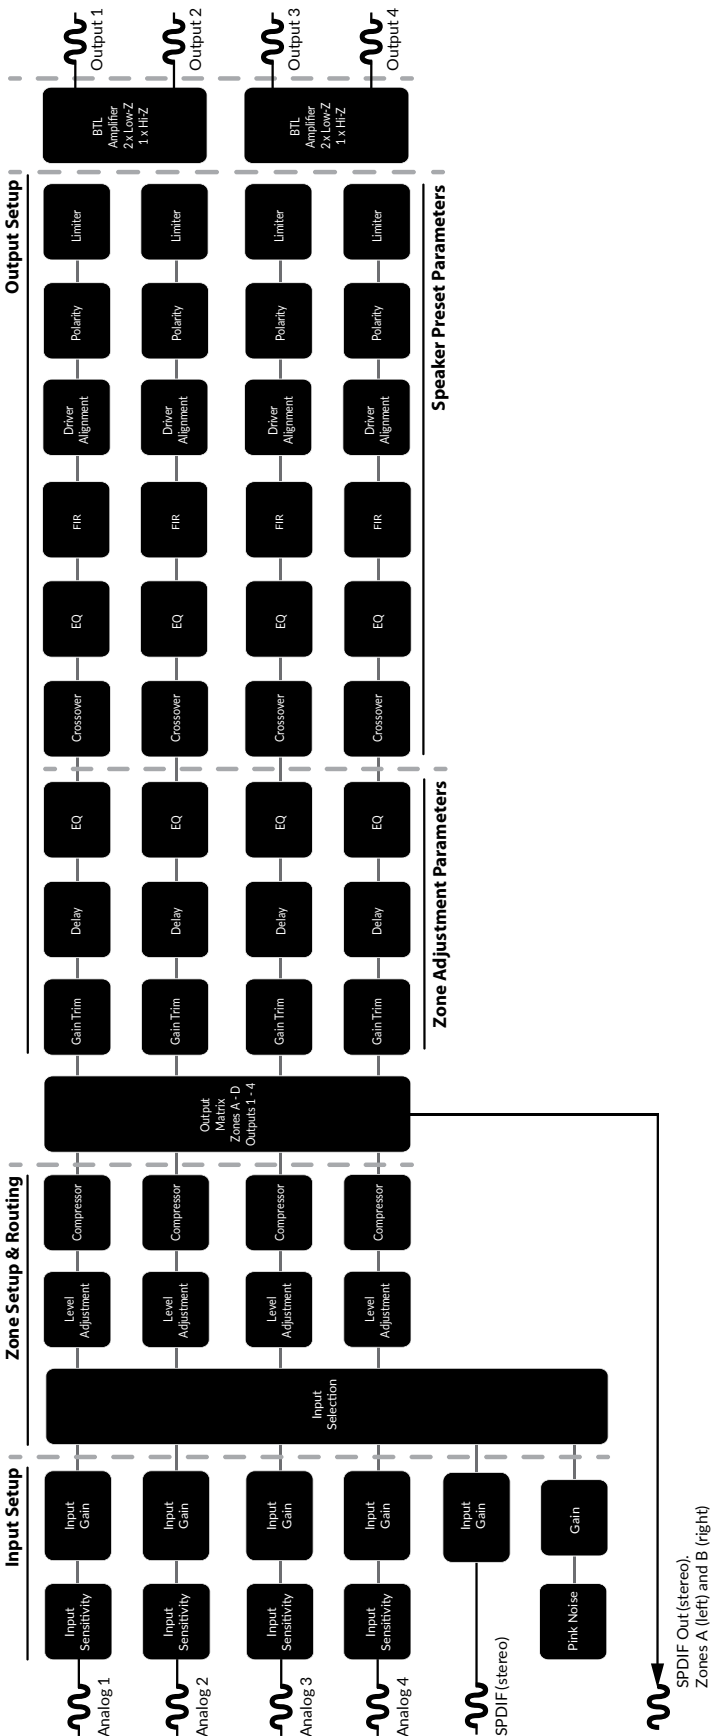 Input Setup
Zone Setup & Routing
Output Setup
Analog 1
Input
Sensitivity
Input
Gain
Input
Selection
Level
Adjustment
Compressor
Output
Matrix
Zones A - D
Outputs 1 - 4
Gain Trim
Delay
EQ
Crossover
EQ
FIR
Driver
Alignment
Polarity
Limiter
BTL
Amplifier
2 x Low-Z
1 x Hi-Z
Output 1
Analog 2
Input
Sensitivity
Input
Gain
Level
Adjustment
Compressor
Gain Trim
Delay
EQ
Crossover
EQ
FIR
Driver
Alignment
Polarity
Limiter
Output 2
Analog 3
Input
Sensitivity
Input
Gain
Level
Adjustment
Compressor
Gain Trim
Delay
EQ
Crossover
EQ
FIR
Driver
Alignment
Polarity
Limiter
BTL
Amplifier
2 x Low-Z
1 x Hi-Z
Output 3
Analog 4
Input
Sensitivity
Input
Gain
Level
Adjustment
Compressor
Gain Trim
Delay
EQ
Crossover
EQ
FIR
Driver
Alignment
Polarity
Limiter
Output 4
Zone Adjustment Parameters
Speaker Preset Parameters
SPDIF (stereo)
Input
Gain
Pink Noise
Gain
SPDIF Out (stereo).
Zones A (left) and B (right)